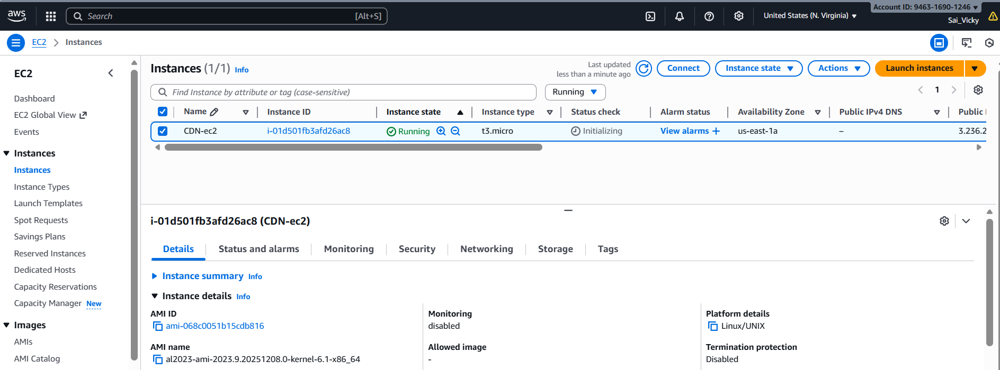 aws
Search [Alt+S]
United States (N. Virginia)
Account ID: 9463-1690-1246
Sai_Vicky
EC2 Instances
EC2
Dashboard
EC2 Global View
Events
Instances
Instances
Instance Types
Launch Templates
Spot Requests
Savings Plans
Reserved Instances
Dedicated Hosts
Capacity Reservations
Capacity Manager New
Images
AMIs
AMI Catalog
Instances (1/1) Info
Last updated
less than a minute ago
Connect Instance state Actions Launch instances
Find Instance by attribute or tag (case-sensitive)
Running
1
Name Instance ID Instance state Instance type Status check Alarm status Availability Zone Public IPv4 DNS Public
CDN-ec2 i-01d501fb3afd26ac8 Running t3.micro Initializing View alarms + us-east-1a – 3.236.2
i-01d501fb3afd26ac8 (CDN-ec2)
Details Status and alarms Monitoring Security Networking Storage Tags
Instance summary Info
Instance details Info
AMI ID
ami-068c0051b15cdb816
AMI name
al2023-ami-2023.9.20251208.0-kernel-6.1-x86_64
Monitoring
disabled
Allowed image
-
Platform details
Linux/UNIX
Termination protection
Disabled